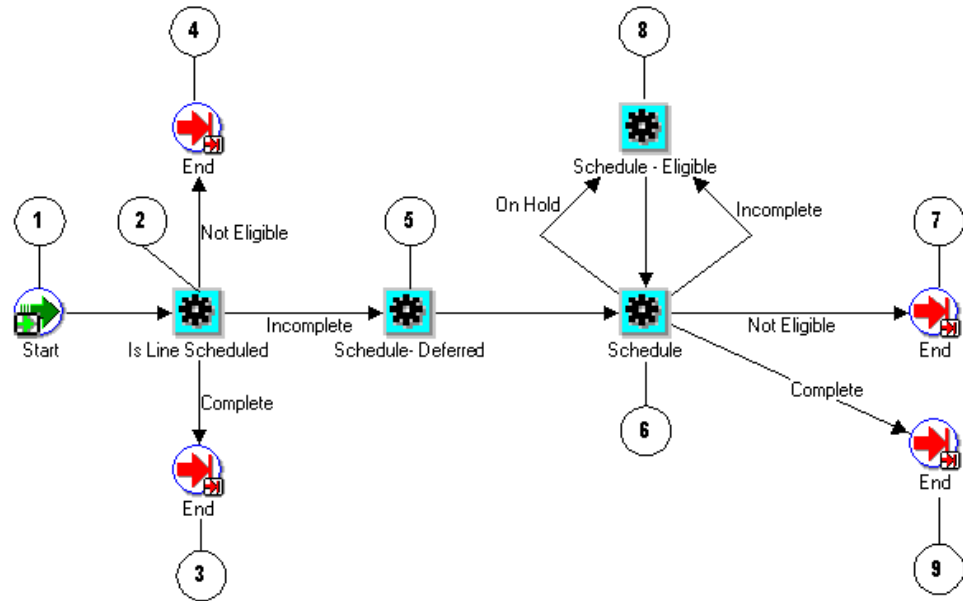 4
8
End
Schedule - Eligible
On Hold
Incomplete
1
2
5
7
Not Eligible
Start
Is Line Scheduled
Incomplete
Schedule- Deferred
Schedule
Not Eligible
End
Complete
Complete
6
End
End
3
9